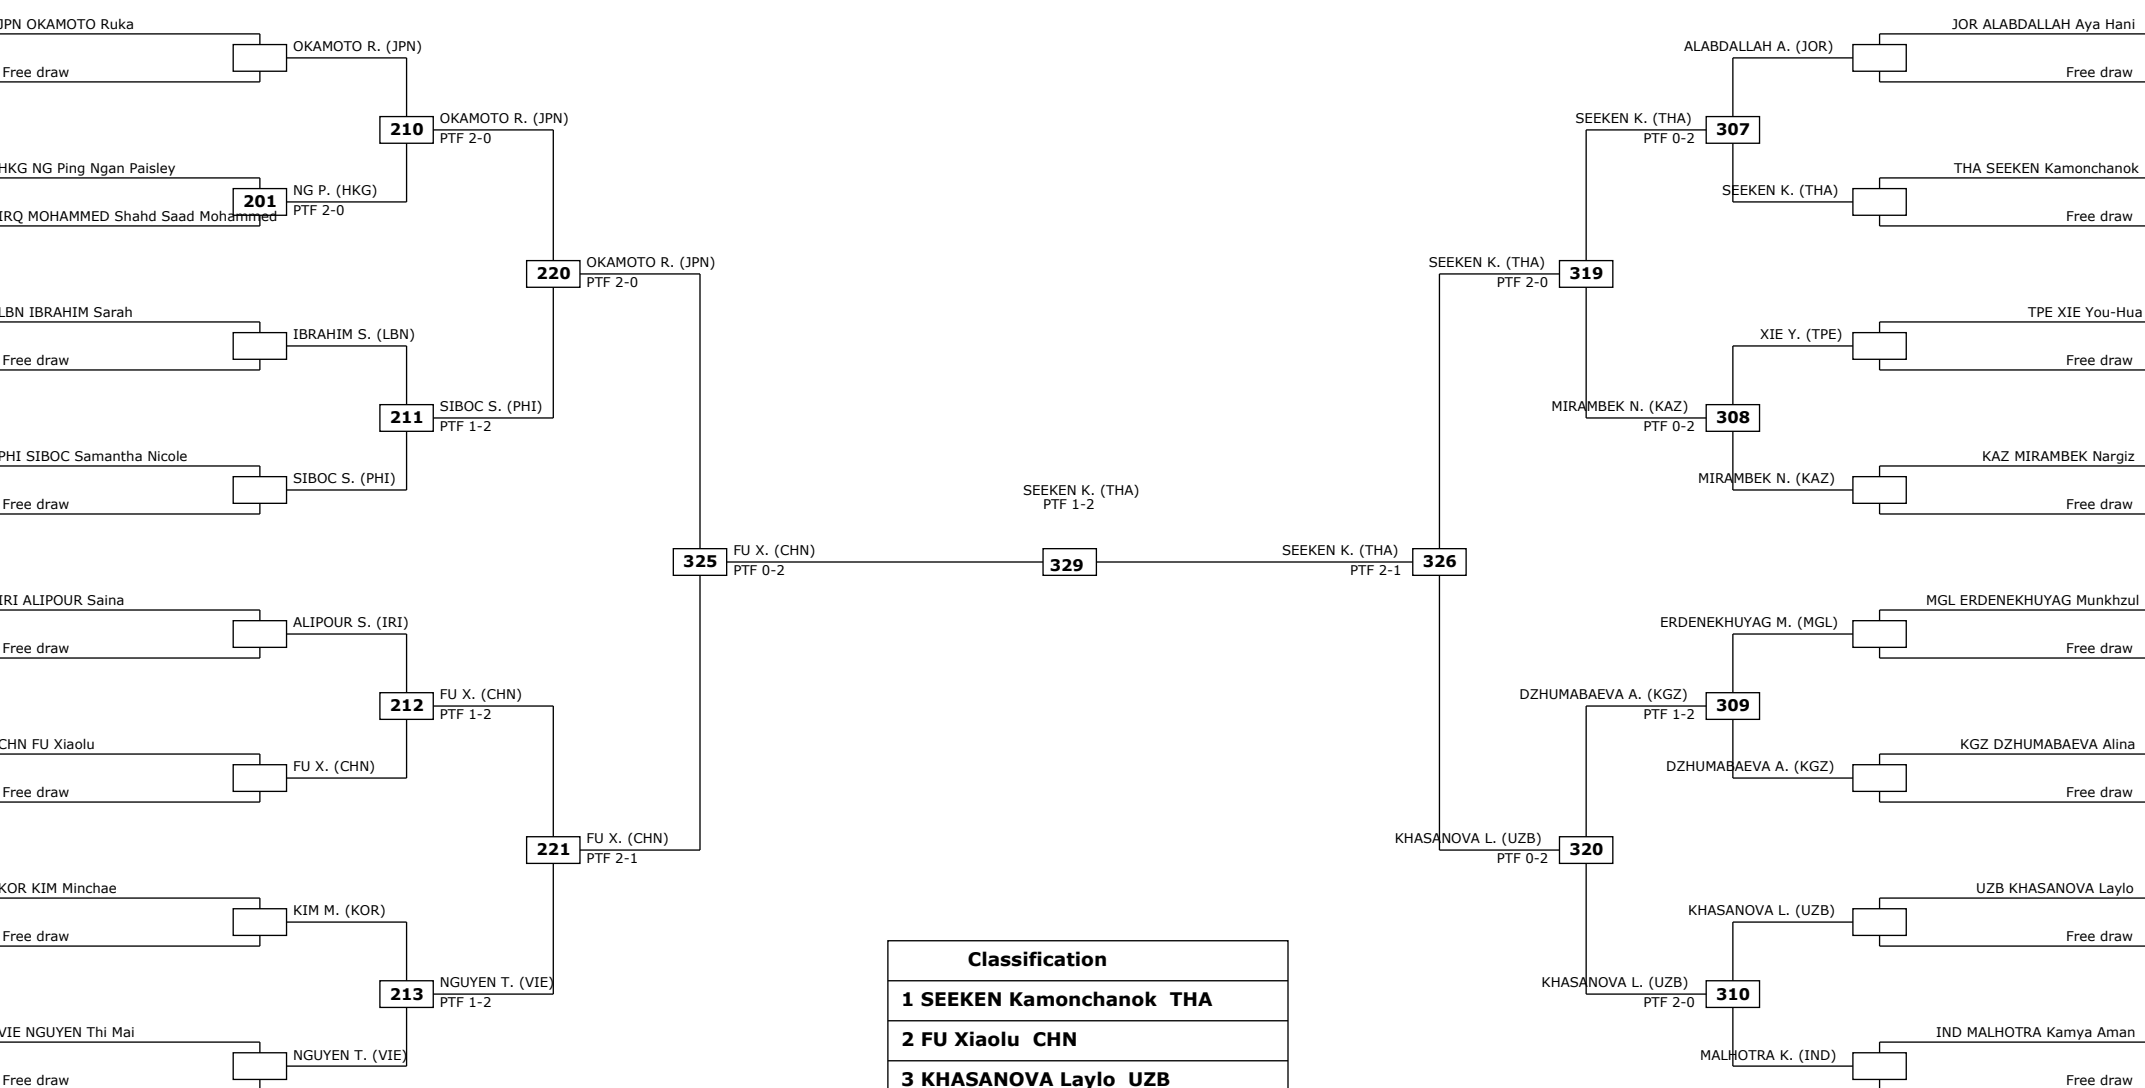 JPN OKAMOTO Ruka
Free draw
HKG NG Ping Ngan Paisley
IRQ MOHAMMED Shahd Saad Mohammed
LBN IBRAHIM Sarah
Free draw
PHI SIBOC Samantha Nicole
Free draw
IRI ALIPOUR Saina
Free draw
CHN FU Xiaolu
Free draw
KOR KIM Minchae
Free draw
VIE NGUYEN Thi Mai
Free draw
OKAMOTO R. (JPN)
201
NG P. (HKG)
PTF 2-0
IBRAHIM S. (LBN)
SIBOC S. (PHI)
ALIPOUR S. (IRI)
FU X. (CHN)
KIM M. (KOR)
NGUYEN T. (VIE)
210
OKAMOTO R. (JPN)
PTF 2-0
211
SIBOC S. (PHI)
PTF 1-2
212
FU X. (CHN)
PTF 1-2
213
NGUYEN T. (VIE)
PTF 1-2
220
OKAMOTO R. (JPN)
PTF 2-0
221
FU X. (CHN)
PTF 2-1
325
FU X. (CHN)
PTF 0-2
SEEKEN K. (THA)
PTF 1-2
329
SEEKEN K. (THA)
PTF 2-1
326
SEEKEN K. (THA)
PTF 2-0
319
KHASANOVA L. (UZB)
PTF 0-2
320
SEEKEN K. (THA)
PTF 0-2
307
MIRAMBEK N. (KAZ)
PTF 0-2
308
DZHUMABAEVA A. (KGZ)
PTF 1-2
309
KHASANOVA L. (UZB)
PTF 2-0
310
ALABDALLAH A. (JOR)
SEEKEN K. (THA)
XIE Y. (TPE)
MIRAMBEK N. (KAZ)
ERDENEKHUYAG M. (MGL)
DZHUMABAEVA A. (KGZ)
KHASANOVA L. (UZB)
MALHOTRA K. (IND)
JOR ALABDALLAH Aya Hani
Free draw
THA SEEKEN Kamonchanok
Free draw
TPE XIE You-Hua
Free draw
KAZ MIRAMBEK Nargiz
Free draw
MGL ERDENEKHUYAG Munkhzul
Free draw
KGZ DZHUMABAEVA Alina
Free draw
UZB KHASANOVA Laylo
Free draw
IND MALHOTRA Kamya Aman
Free draw
Classification
1 SEEKEN Kamonchanok THA
2 FU Xiaolu CHN
3 KHASANOVA Laylo UZB